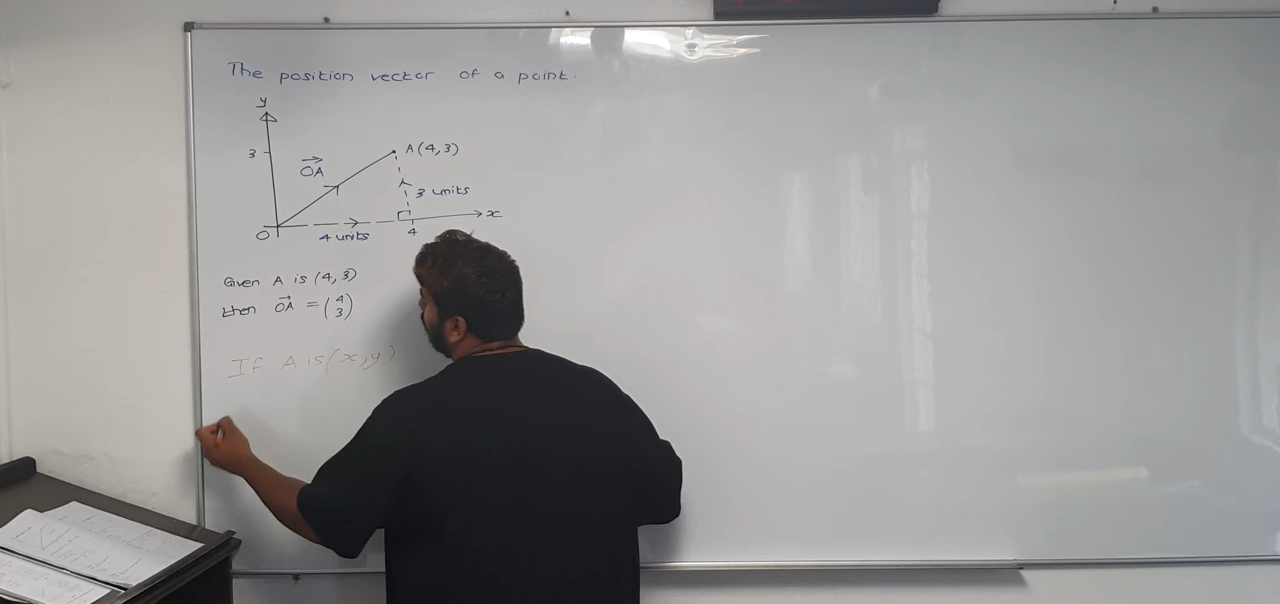 The position vector of a point.
y
3
OA
A(4,3)
3 units
x
O
4 units
4
Given A is (4,3)
then OA = (4
3)
If A is (x,y)